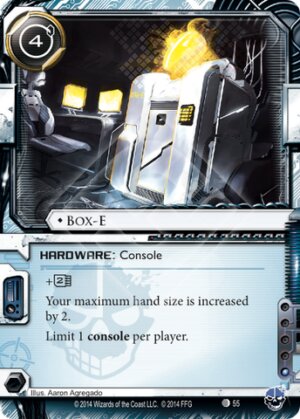 4
• Box-E
HARDWARE: Console
+2
Your maximum hand size is increased
by 2.
Limit 1 console per player.
Illus. Aaron Agregado
© 2014 Wizards of the Coast LLC. © 2014 FFG
55